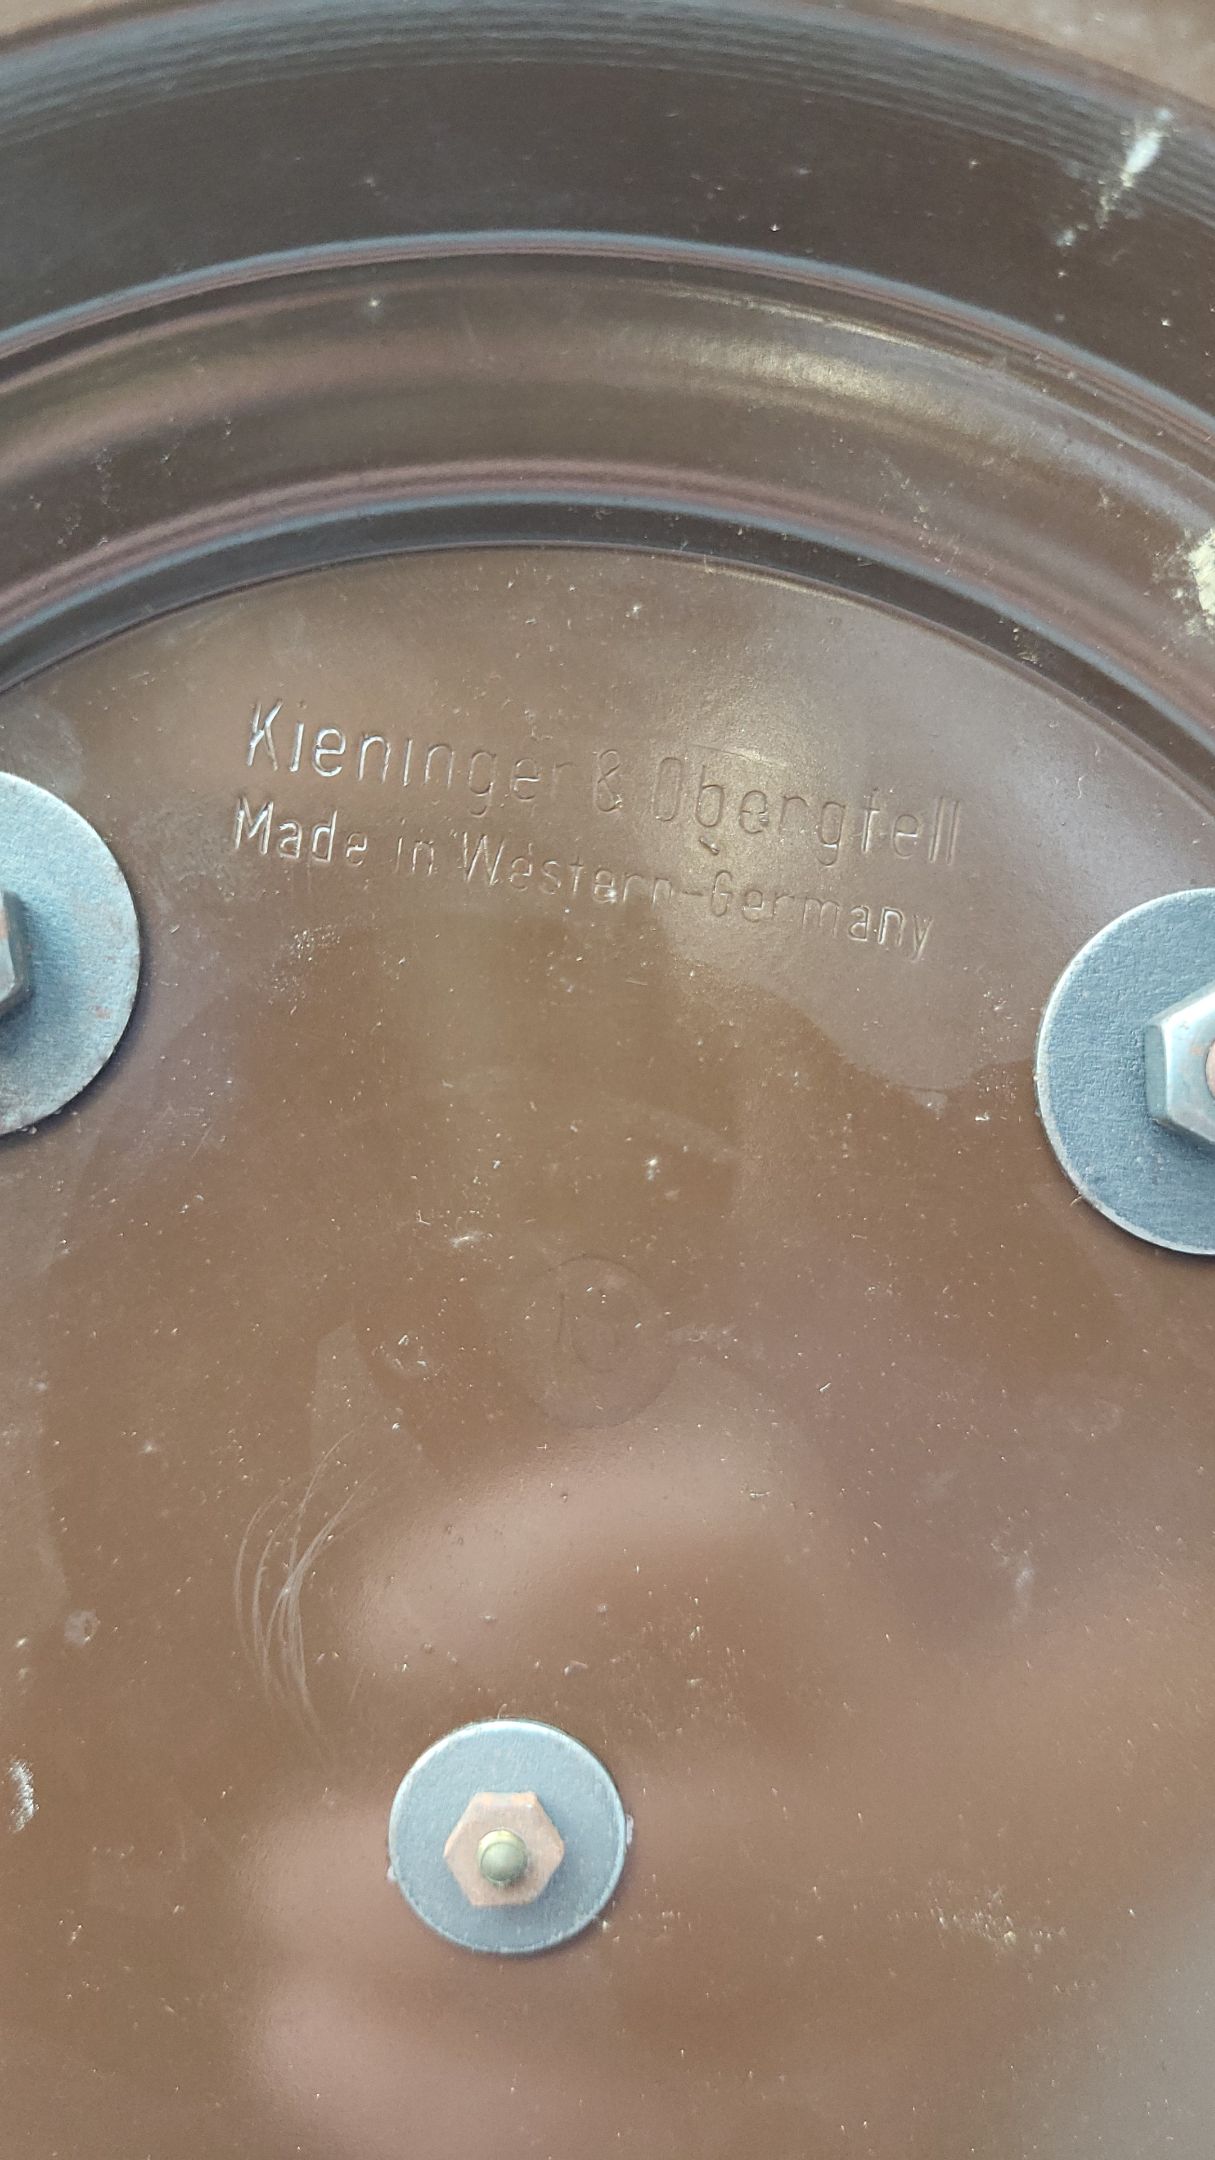 Kieninger & Obergfell
Made in Western-Germany